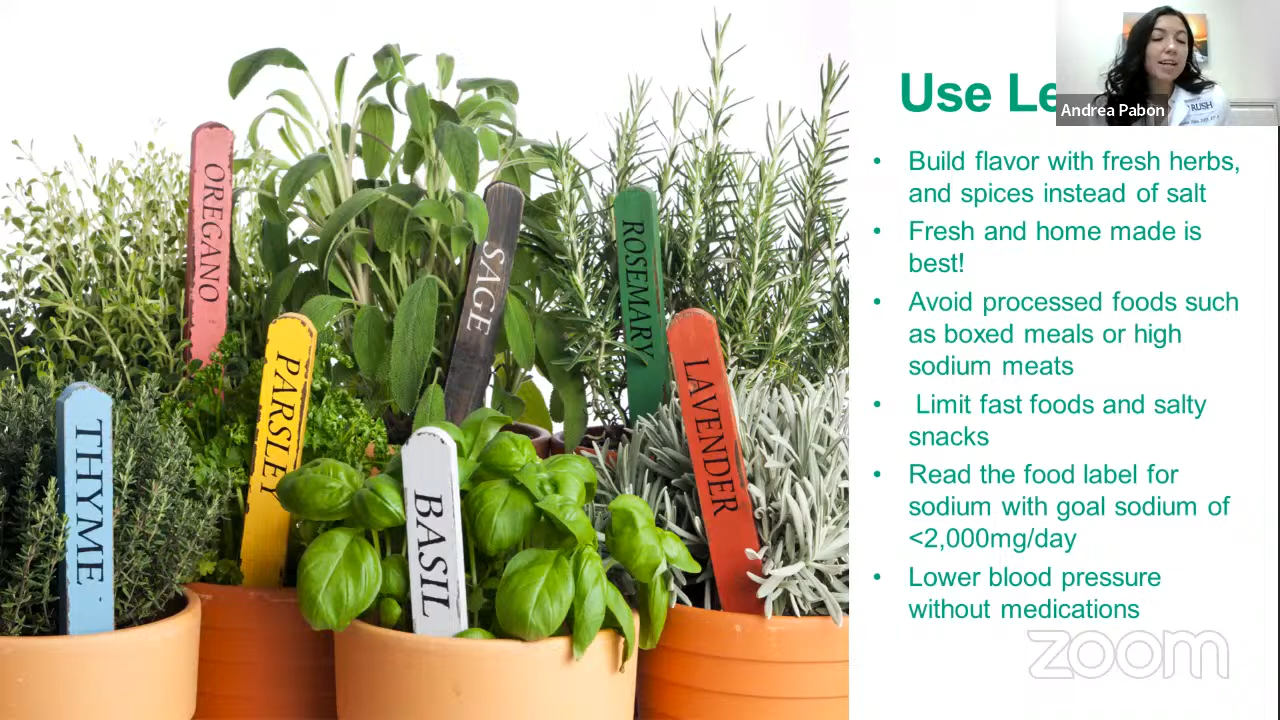 Use Le
Andrea Pabon
RUSH
• Build flavor with fresh herbs,
and spices instead of salt
• Fresh and home made is
best!
• Avoid processed foods such
as boxed meals or high
sodium meats
• Limit fast foods and salty
snacks
• Read the food label for
sodium with goal sodium of
<2,000mg/day
• Lower blood pressure
without medications
zoom
OREGANO
SAGE
ROSEMARY
PARSLEY
LAVENDER
THYME
BASIL